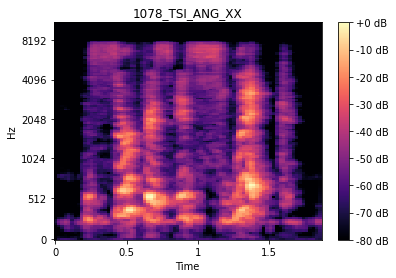 1078_TSI_ANG_XX
8192
4096
2048
1024
512
0
Hz
0
0.5
1
1.5
Time
+0 dB
-10 dB
-20 dB
-30 dB
-40 dB
-50 dB
-60 dB
-70 dB
-80 dB